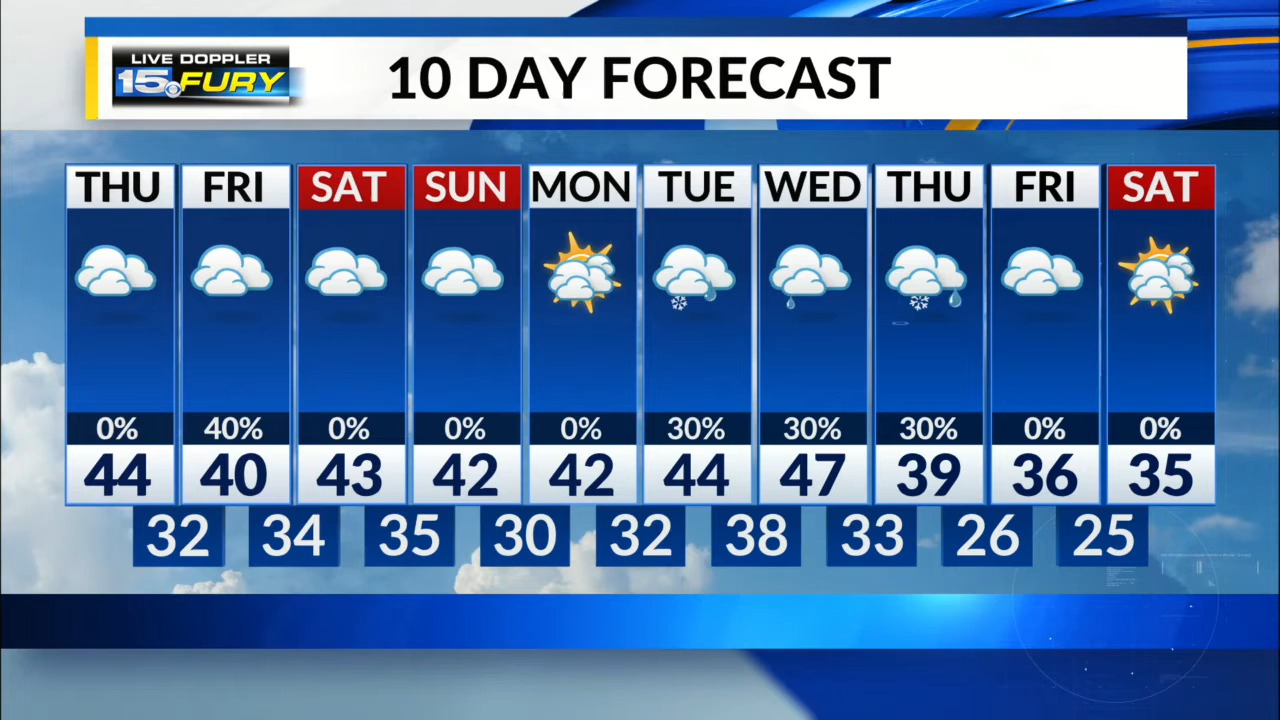 LIVE DOPPLER
15 FURY
10 DAY FORECAST
THU FRI SAT SUN MON TUE WED THU FRI SAT
0% 40% 0% 0% 0% 30% 30% 30% 0% 0%
44 40 43 42 42 44 47 39 36 35
32 34 35 30 32 38 33 26 25